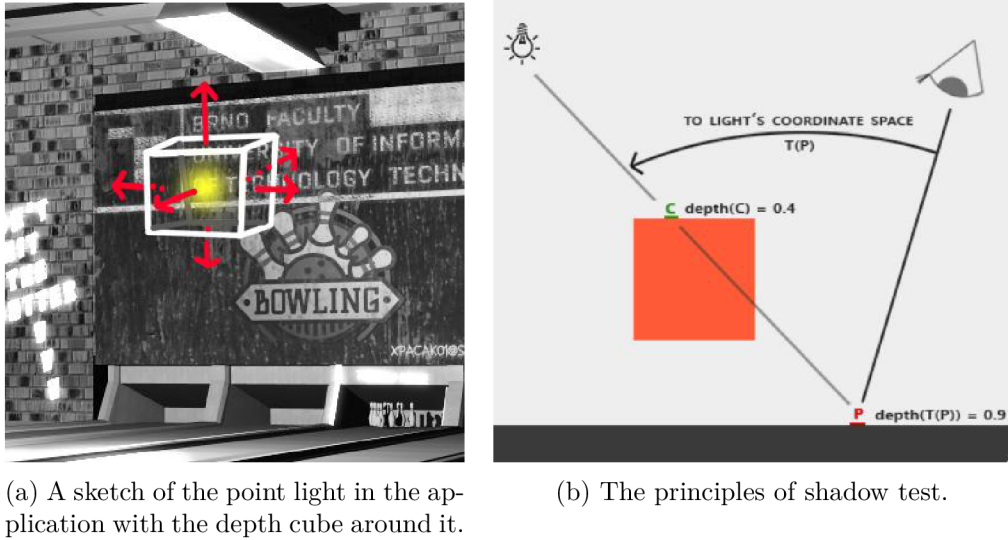 BRNO FACULTY
UNIVERSITY OF INFORM
TECHNOLOGY TECHN
BOWLING
XPACAK01@S
TO LIGHT'S COORDINATE SPACE
T(P)
C depth(C) = 0.4
P depth(T(P)) = 0.9
(a) A sketch of the point light in the ap-
plication with the depth cube around it.
(b) The principles of shadow test.